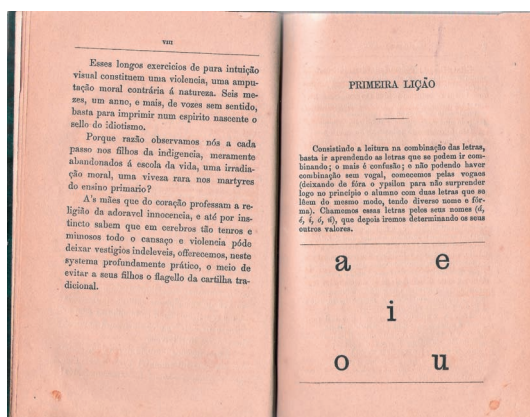 VIII
Esses longos exercicios de pura intuição
visual constituem uma violencia, uma ampu-
tação moral contrária á natureza. Seis me-
zes, um anno, e mais, de vozes sem sentido,
basta para imprimir num espirito nascente o
sello do idiotismo.
Porque razão observamos nós a cada
passo nos filhos da indigencia, meramente
abandonados á escola da vida, uma irradia-
ção moral, uma viveza rara nos martyres
do ensino primario?
A's mães que do coração professam a re-
ligião da adoravel innocencia, e até por ins-
tincto sabem que em cerebros tão tenros e
mimosos todo o cansaço e violencia póde
deixar vestigios indeleveis, offerecemos, neste
systema profundamente prático, o meio de
evitar a seus filhos o flagello da cartilha tra-
dicional.
PRIMEIRA LIÇÃO
Consistindo a leitura na combinação das letras,
basta ir aprendendo as letras que se podem ir com-
binando; o mais é confusão; e não podendo haver
combinação sem vogal, começemos pelas vogaes
(deixando de fóra o ypsilon para não surprender
logo no principio o alumno com duas letras que se
lêem do mesmo modo, tendo diverso nome e fór-
ma). Chamemos essas letras pelos seus nomes (á,
é, i, ó, ú), que depois iremos determinando os seus
outros valores.
a e
i
o u